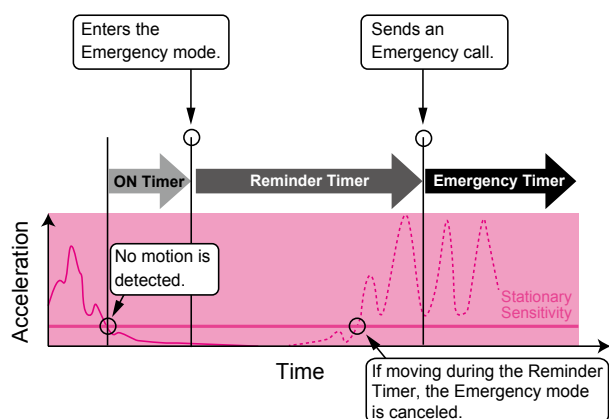 Enters the
Emergency mode.
Sends an
Emergency call.
ON Timer
Reminder Timer
Emergency Timer
No motion is
detected.
Stationary
Sensitivity
Acceleration
Time
If moving during the Reminder
Timer, the Emergency mode
is canceled.